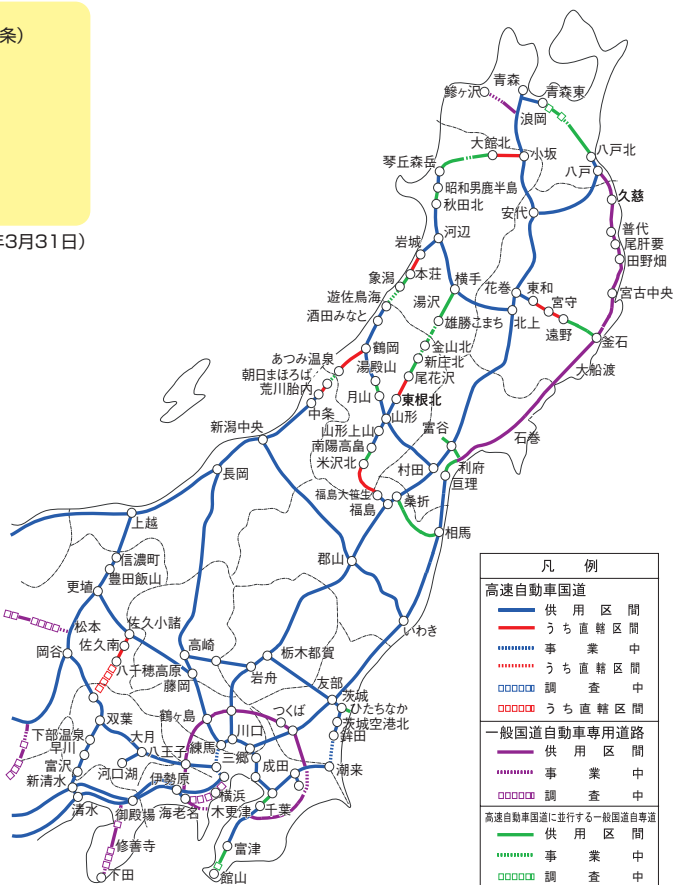 条)
年3月31日)
青森
鰺ヶ沢
青森東
浪岡
大館北
小坂
八戸北
八戸
琴丘森岳
昭和男鹿半島
秋田北
久慈
安代
普代
尾肝要
田野畑
岩城
河辺
象潟
本荘
横手
花巻
東和
宮守
宮古中央
遊佐鳥海
湯沢
酒田みなと
雄勝こまち
北上
遠野
釜石
大船渡
あつみ温泉
鶴岡
金山北
新庄北
朝日まほろば
湯殿山
尾花沢
荒川胎内
月山
東根北
中条
山形
富谷
新潟中央
山形上山
石巻
南陽高畠
利府
長岡
米沢北
村田
亘理
福島大笹生
桑折
福島
上越
相馬
郡山
信濃町
豊田飯山
更埴
松本
佐久小諸
いわき
岡谷
佐久南
高崎
栃木都賀
八千穂高原
岩舟
藤岡
友部
茨城
ひたちなか
双葉
鶴ヶ島
つくば
茨城空港北
川口
鉾田
下部温泉
大月
早川
八王子
練馬
三郷
成田
潮来
富沢
河口湖
伊勢原
新清水
横浜
清水
御殿場
海老名
木更津
千葉
修善寺
富津
下田
館山
凡例
高速自動車国道
供用区間
うち直轄区間
事業中
うち直轄区間
調査中
うち直轄区間
一般国道自動車専用道路
供用区間
事業中
調査中
高速自動車国道に並行する一般国道自専道
供用区間
事業中
調査中